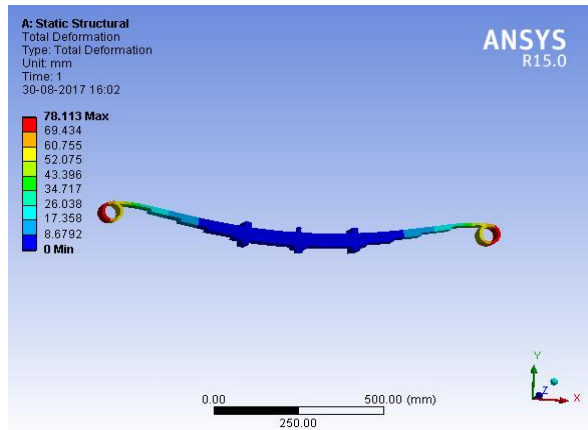 A: Static Structural
Total Deformation
Type: Total Deformation
Unit: mm
Time: 1
30-08-2017 16:02
ANSYS
R15.0
78.113 Max
69.434
60.755
52.075
43.396
34.717
26.038
17.358
8.6792
0 Min
Y
Z
X
0.00
500.00 (mm)
250.00